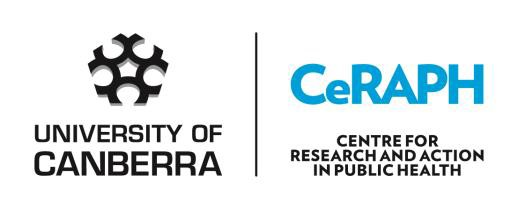 UNIVERSITY OF
CANBERRA
CeRAPH
CENTRE FOR
RESEARCH AND ACTION
IN PUBLIC HEALTH